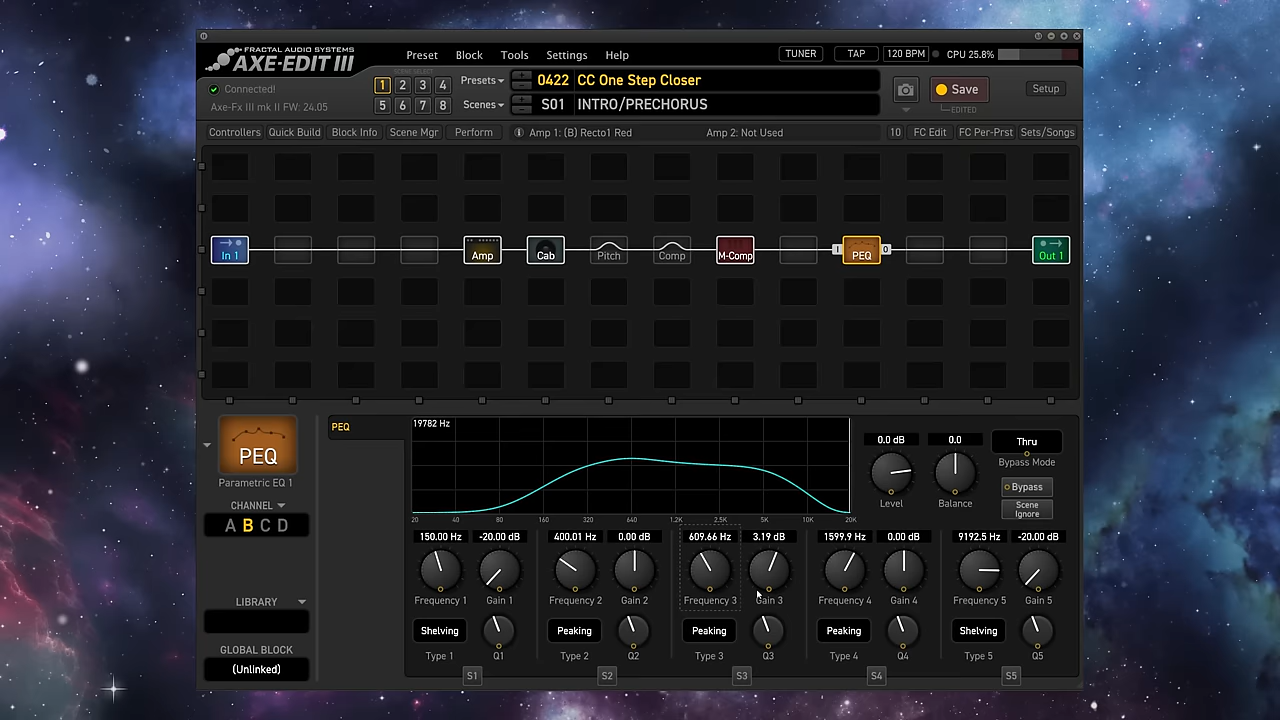 FRACTAL AUDIO SYSTEMS
AXE-EDIT III
Preset Block Tools Settings Help
TUNER TAP 120 BPM CPU 25.8%
Connected!
Axe-Fx III mk II FW: 24.05
SCENE SELECT
1 2 3 4
5 6 7 8
Presets 0422 CC One Step Closer
Scenes S01 INTRO/PRECHORUS
Save
EDITED
Setup
Controllers Quick Build Block Info Scene Mgr Perform Amp 1: (B) Recto1 Red Amp 2: Not Used 10 FC Edit FC Per-Prst Sets/Songs
In 1 Amp Cab Pitch Comp M-Comp I PEQ O Out 1
PEQ
Parametric EQ 1
CHANNEL
A B C D
LIBRARY
GLOBAL BLOCK
(Unlinked)
PEQ
19782 Hz
20 40 80 160 320 640 1.2K 2.5K 5K 10K 20K
0.0 dB 0.0 Thru
Level Balance Bypass Mode
Bypass
Scene
Ignore
150.00 Hz -20.00 dB 400.01 Hz 0.00 dB 609.66 Hz 3.19 dB 1599.9 Hz 0.00 dB 9192.5 Hz -20.00 dB
Frequency 1 Gain 1 Frequency 2 Gain 2 Frequency 3 Gain 3 Frequency 4 Gain 4 Frequency 5 Gain 5
Shelving Peaking Peaking Peaking Shelving
Type 1 Q1 Type 2 Q2 Type 3 Q3 Type 4 Q4 Type 5 Q5
S1 S2 S3 S4 S5